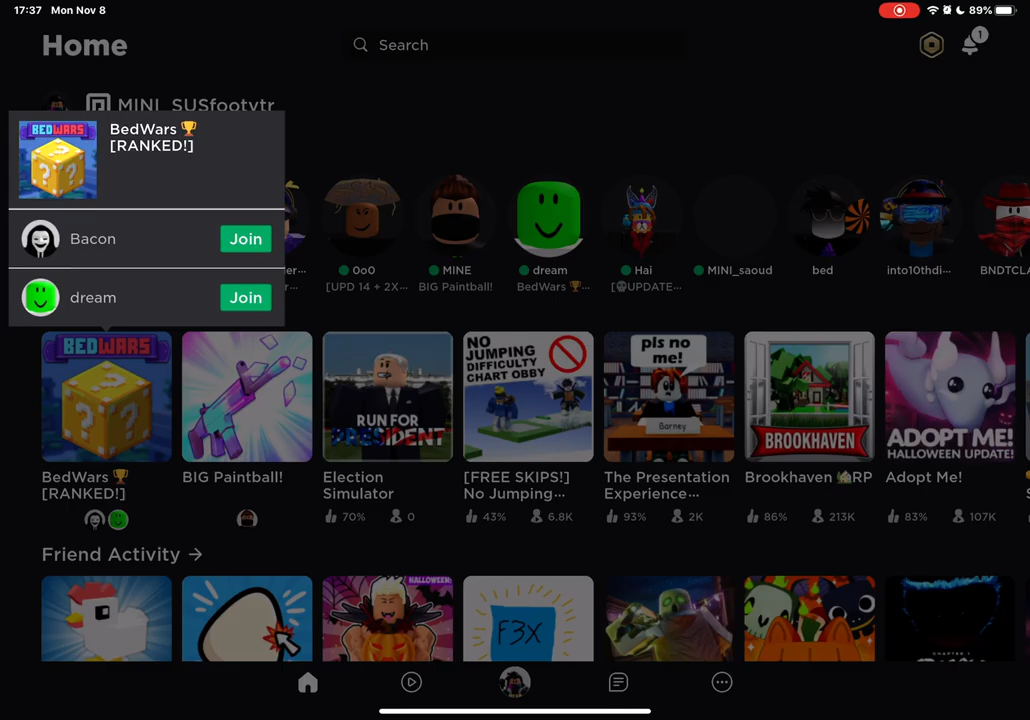 17:37 Mon Nov 8
89%
Home
Search
1
MINI_SUSfootytr
BEDWARS
BedWars 🏆
[RANKED!]
Bacon
Join
dream
Join
0o0
[UPD 14 + 2X...
MINE
BIG Paintball!
dream
BedWars 🏆...
Hai
[💀UPDATE...
MINI_saoud
bed
into10thdi...
BNDTCLA
BEDWARS
RUN FOR
PRESIDENT
NO
JUMPING
DIFFICULTY
CHART OBBY
pls no
me!
Barney
BROOKHAVEN
ADOPT ME!
HALLOWEEN UPDATE!
BedWars 🏆
[RANKED!]
BIG Paintball!
Election
Simulator
70% 0
[FREE SKIPS!]
No Jumping...
43% 6.8K
The Presentation
Experience...
93% 2K
Brookhaven 🏡RP
86% 213K
Adopt Me!
83% 107K
Friend Activity →
HALLOWEEN
F3X
CHAPTER 1